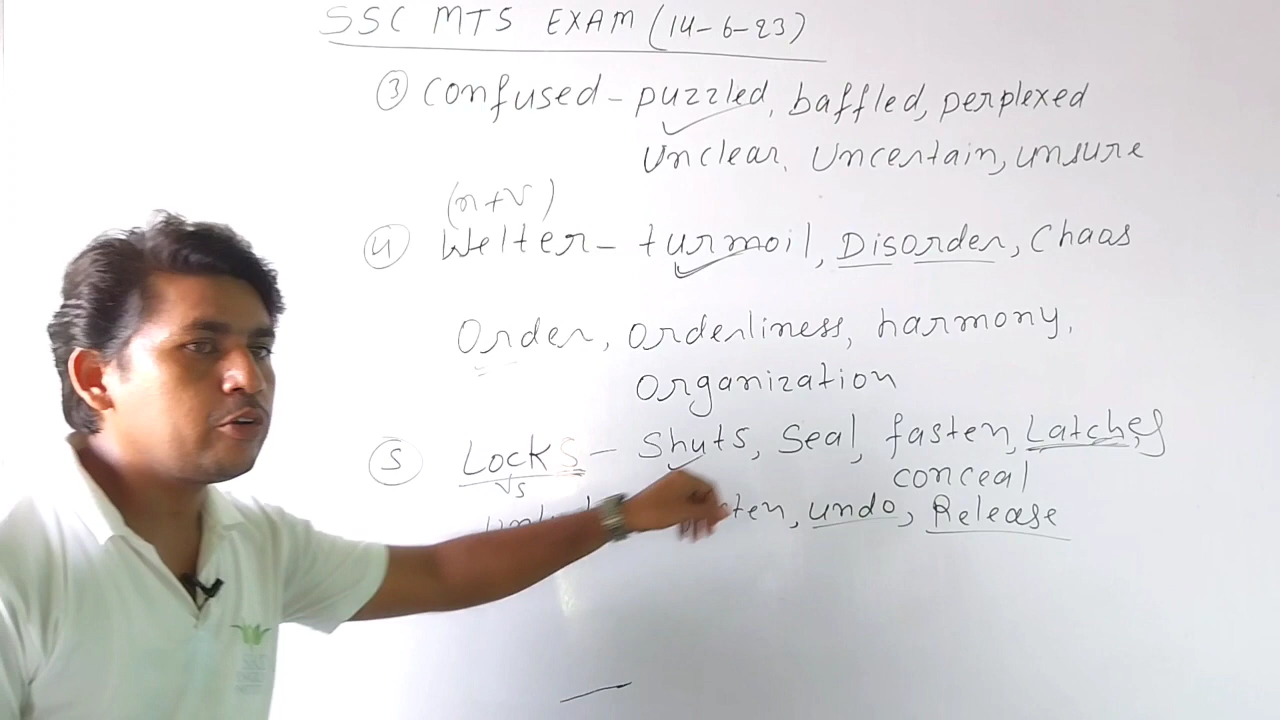 SSC MTS EXAM (14-6-23)
③ Confused - puzzled, baffled, perplexed
Unclear, Uncertain, unsure
(n+v)
④ Welter - turmoil, Disorder, Chaas
Order, orderliness, harmony,
Organization
⑤ Locks - Shuts, Seal, fasten, Latches
conceal
Vs
undo, Release